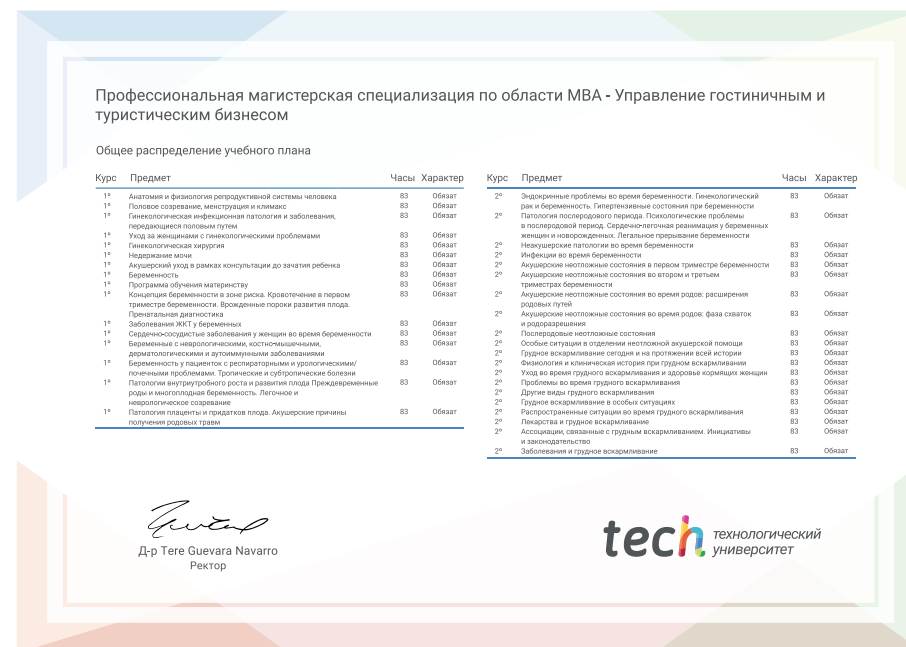 Профессиональная магистерская специализация по области MBA - Управление гостиничным и
туристическим бизнесом
Общее распределение учебного плана
Курс Предмет Часы Характер
1º Анатомия и физиология репродуктивной системы человека 83 Обязат
1º Половое созревание, менструация и климакс 83 Обязат
1º Гинекологическая инфекционная патология и заболевания, 83 Обязат
передающиеся половым путем
1º Уход за женщинами с гинекологическими проблемами 83 Обязат
1º Гинекологическая хирургия 83 Обязат
1º Недержание мочи 83 Обязат
1º Акушерский уход в рамках консультации до зачатия ребенка 83 Обязат
1º Беременность 83 Обязат
1º Программа обучения материнству 83 Обязат
1º Концепция беременности в зоне риска. Кровотечение в первом 83 Обязат
триместре беременности. Врожденные пороки развития плода.
Пренатальная диагностика
1º Заболевания ЖКТ у беременных 83 Обязат
1º Сердечно-сосудистые заболевания у женщин во время беременности 83 Обязат
1º Беременные с неврологическими, костно-мышечными, 83 Обязат
дерматологическими и аутоиммунными заболеваниями
1º Беременность у пациенток с респираторными и урологическими/ 83 Обязат
почечными проблемами. Тропические и субтропические болезни
1º Патологии внутриутробного роста и развития плода Преждевременные 83 Обязат
роды и многоплодная беременность. Легочное и
неврологическое созревание
1º Патология плаценты и придатков плода. Акушерские причины 83 Обязат
получения родовых травм
Курс Предмет Часы Характер
2º Эндокринные проблемы во время беременности. Гинекологический 83 Обязат
рак и беременность. Гипертензивные состояния при беременности
2º Патология послеродового периода. Психологические проблемы 83 Обязат
в послеродовой период. Сердечно-легочная реанимация у беременных
женщин и новорожденных. Легальное прерывание беременности
2º Неакушерские патологии во время беременности 83 Обязат
2º Инфекции во время беременности 83 Обязат
2º Акушерские неотложные состояния в первом триместре беременности 83 Обязат
2º Акушерские неотложные состояния во втором и третьем 83 Обязат
триместрах беременности
2º Акушерские неотложные состояния во время родов: расширения 83 Обязат
родовых путей
2º Акушерские неотложные состояния во время родов: фаза схваток 83 Обязат
и родоразрешения
2º Послеродовые неотложные состояния 83 Обязат
2º Особые ситуации в отделении неотложной акушерской помощи 83 Обязат
2º Грудное вскармливание сегодня и на протяжении всей истории 83 Обязат
2º Физиология и клиническая история при грудном вскармливании 83 Обязат
2º Уход во время грудного вскармливания и здоровье кормящих женщин 83 Обязат
2º Проблемы во время грудного вскармливания 83 Обязат
2º Другие виды грудного вскармливания 83 Обязат
2º Грудное вскармливание в особых ситуациях 83 Обязат
2º Распространенные ситуации во время грудного вскармливания 83 Обязат
2º Лекарства и грудное вскармливание 83 Обязат
2º Ассоциации, связанные с грудным вскармливанием. Инициативы 83 Обязат
и законодательство
2º Заболевания и грудное вскармливание 83 Обязат
Д-р Tere Guevara Navarro
Ректор
tech технологический
университет